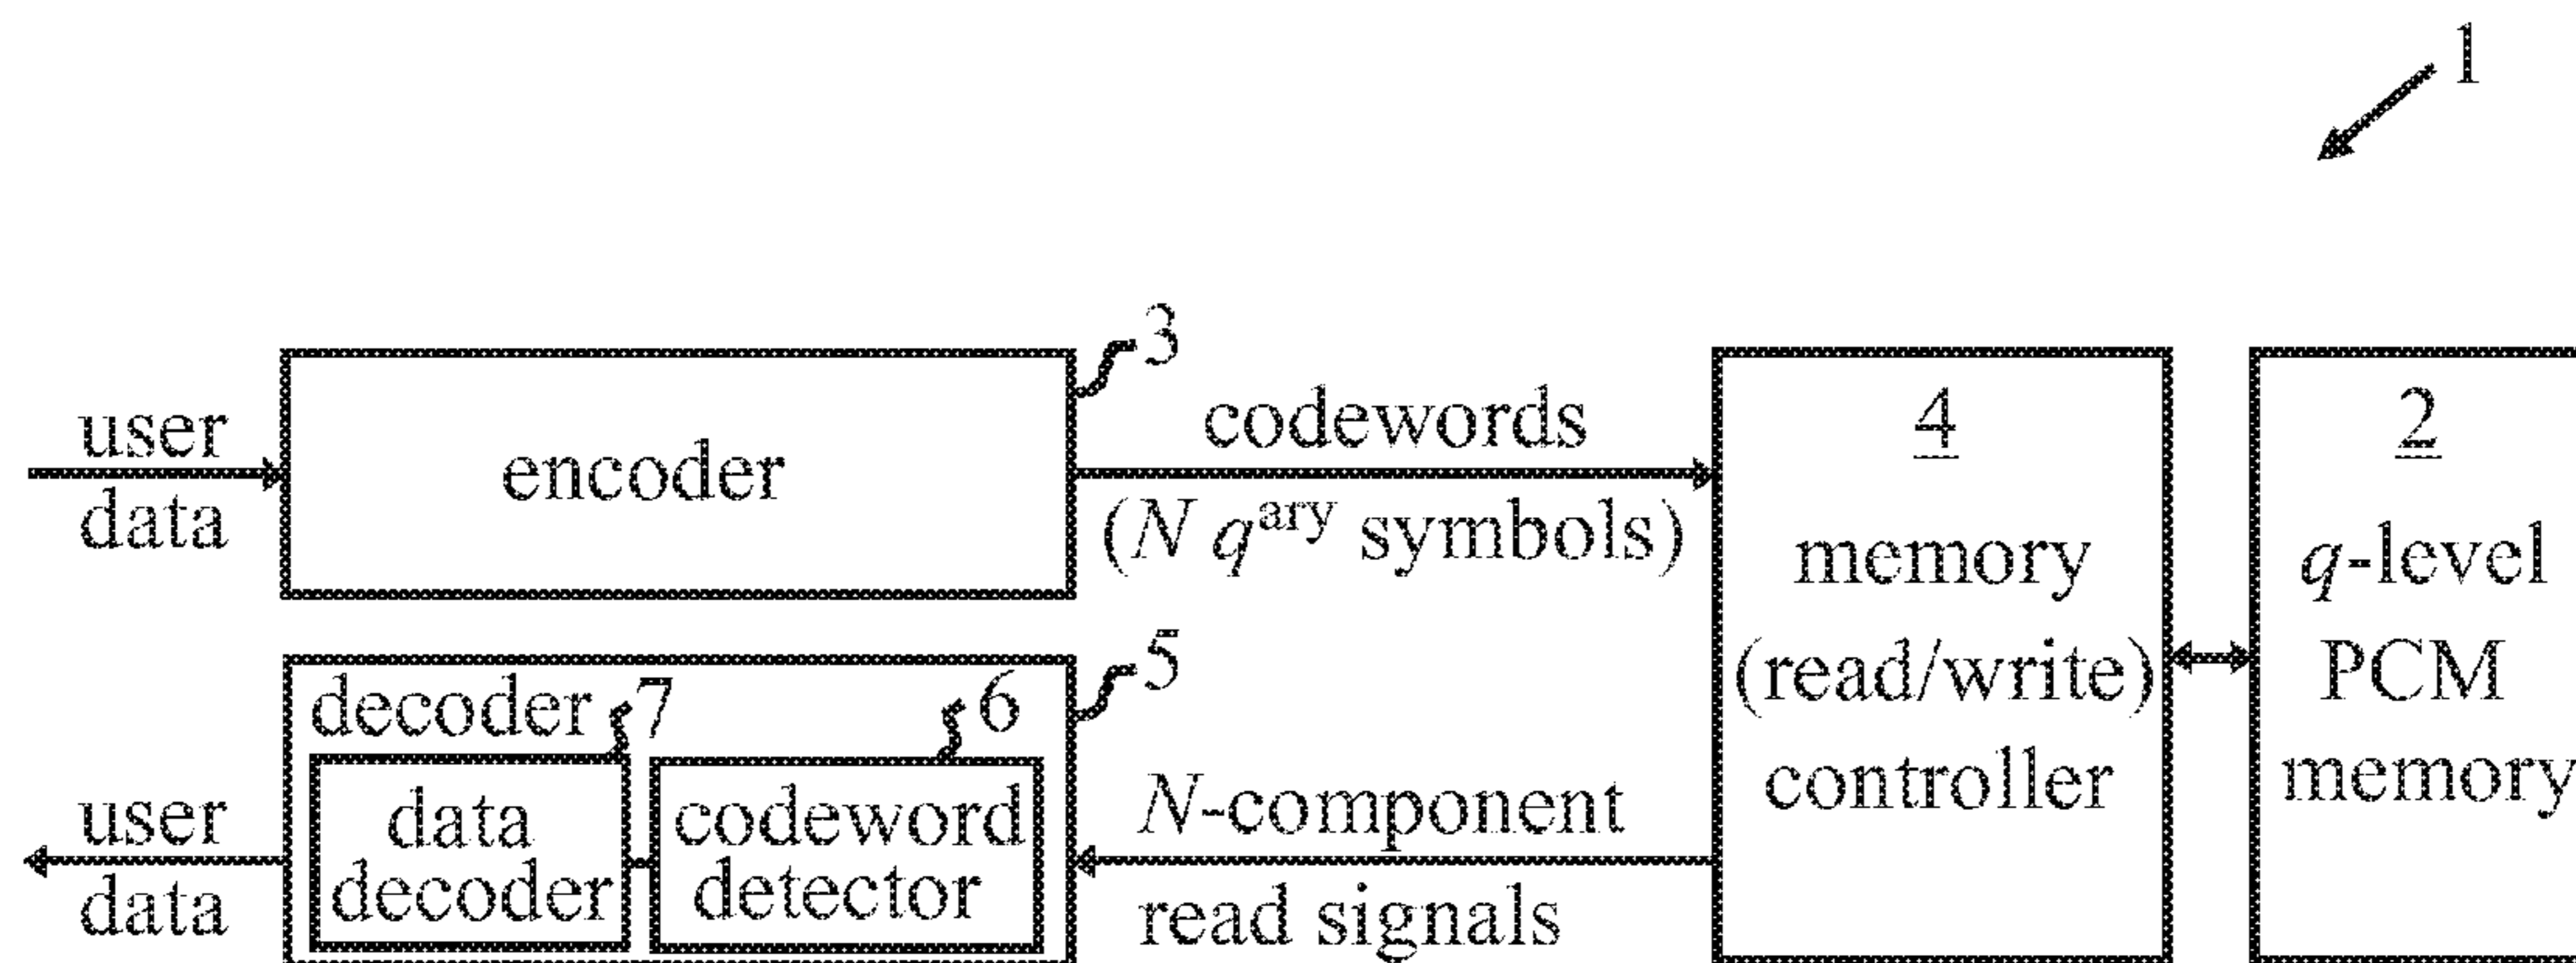 1
3
user
data
encoder
codewords
(N q^ary symbols)
4
memory
(read/write)
controller
2
q-level
PCM
memory
5
decoder
7
6
data
decoder
codeword
detector
user
data
N-component
read signals